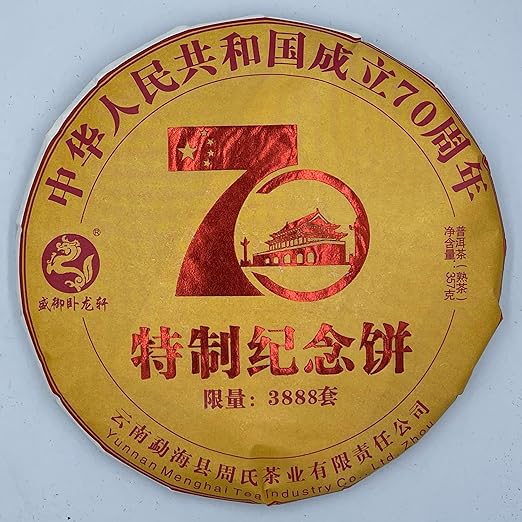 中华人民共和国成立70周年
70
®
盛御卧龙轩
普洱茶（熟茶）
净含量：357克
特制纪念饼
限量：3888套
云南勐海县周氏茶业有限责任公司
Yunnan Menghai Tea Industry Co., Ltd. Zhou